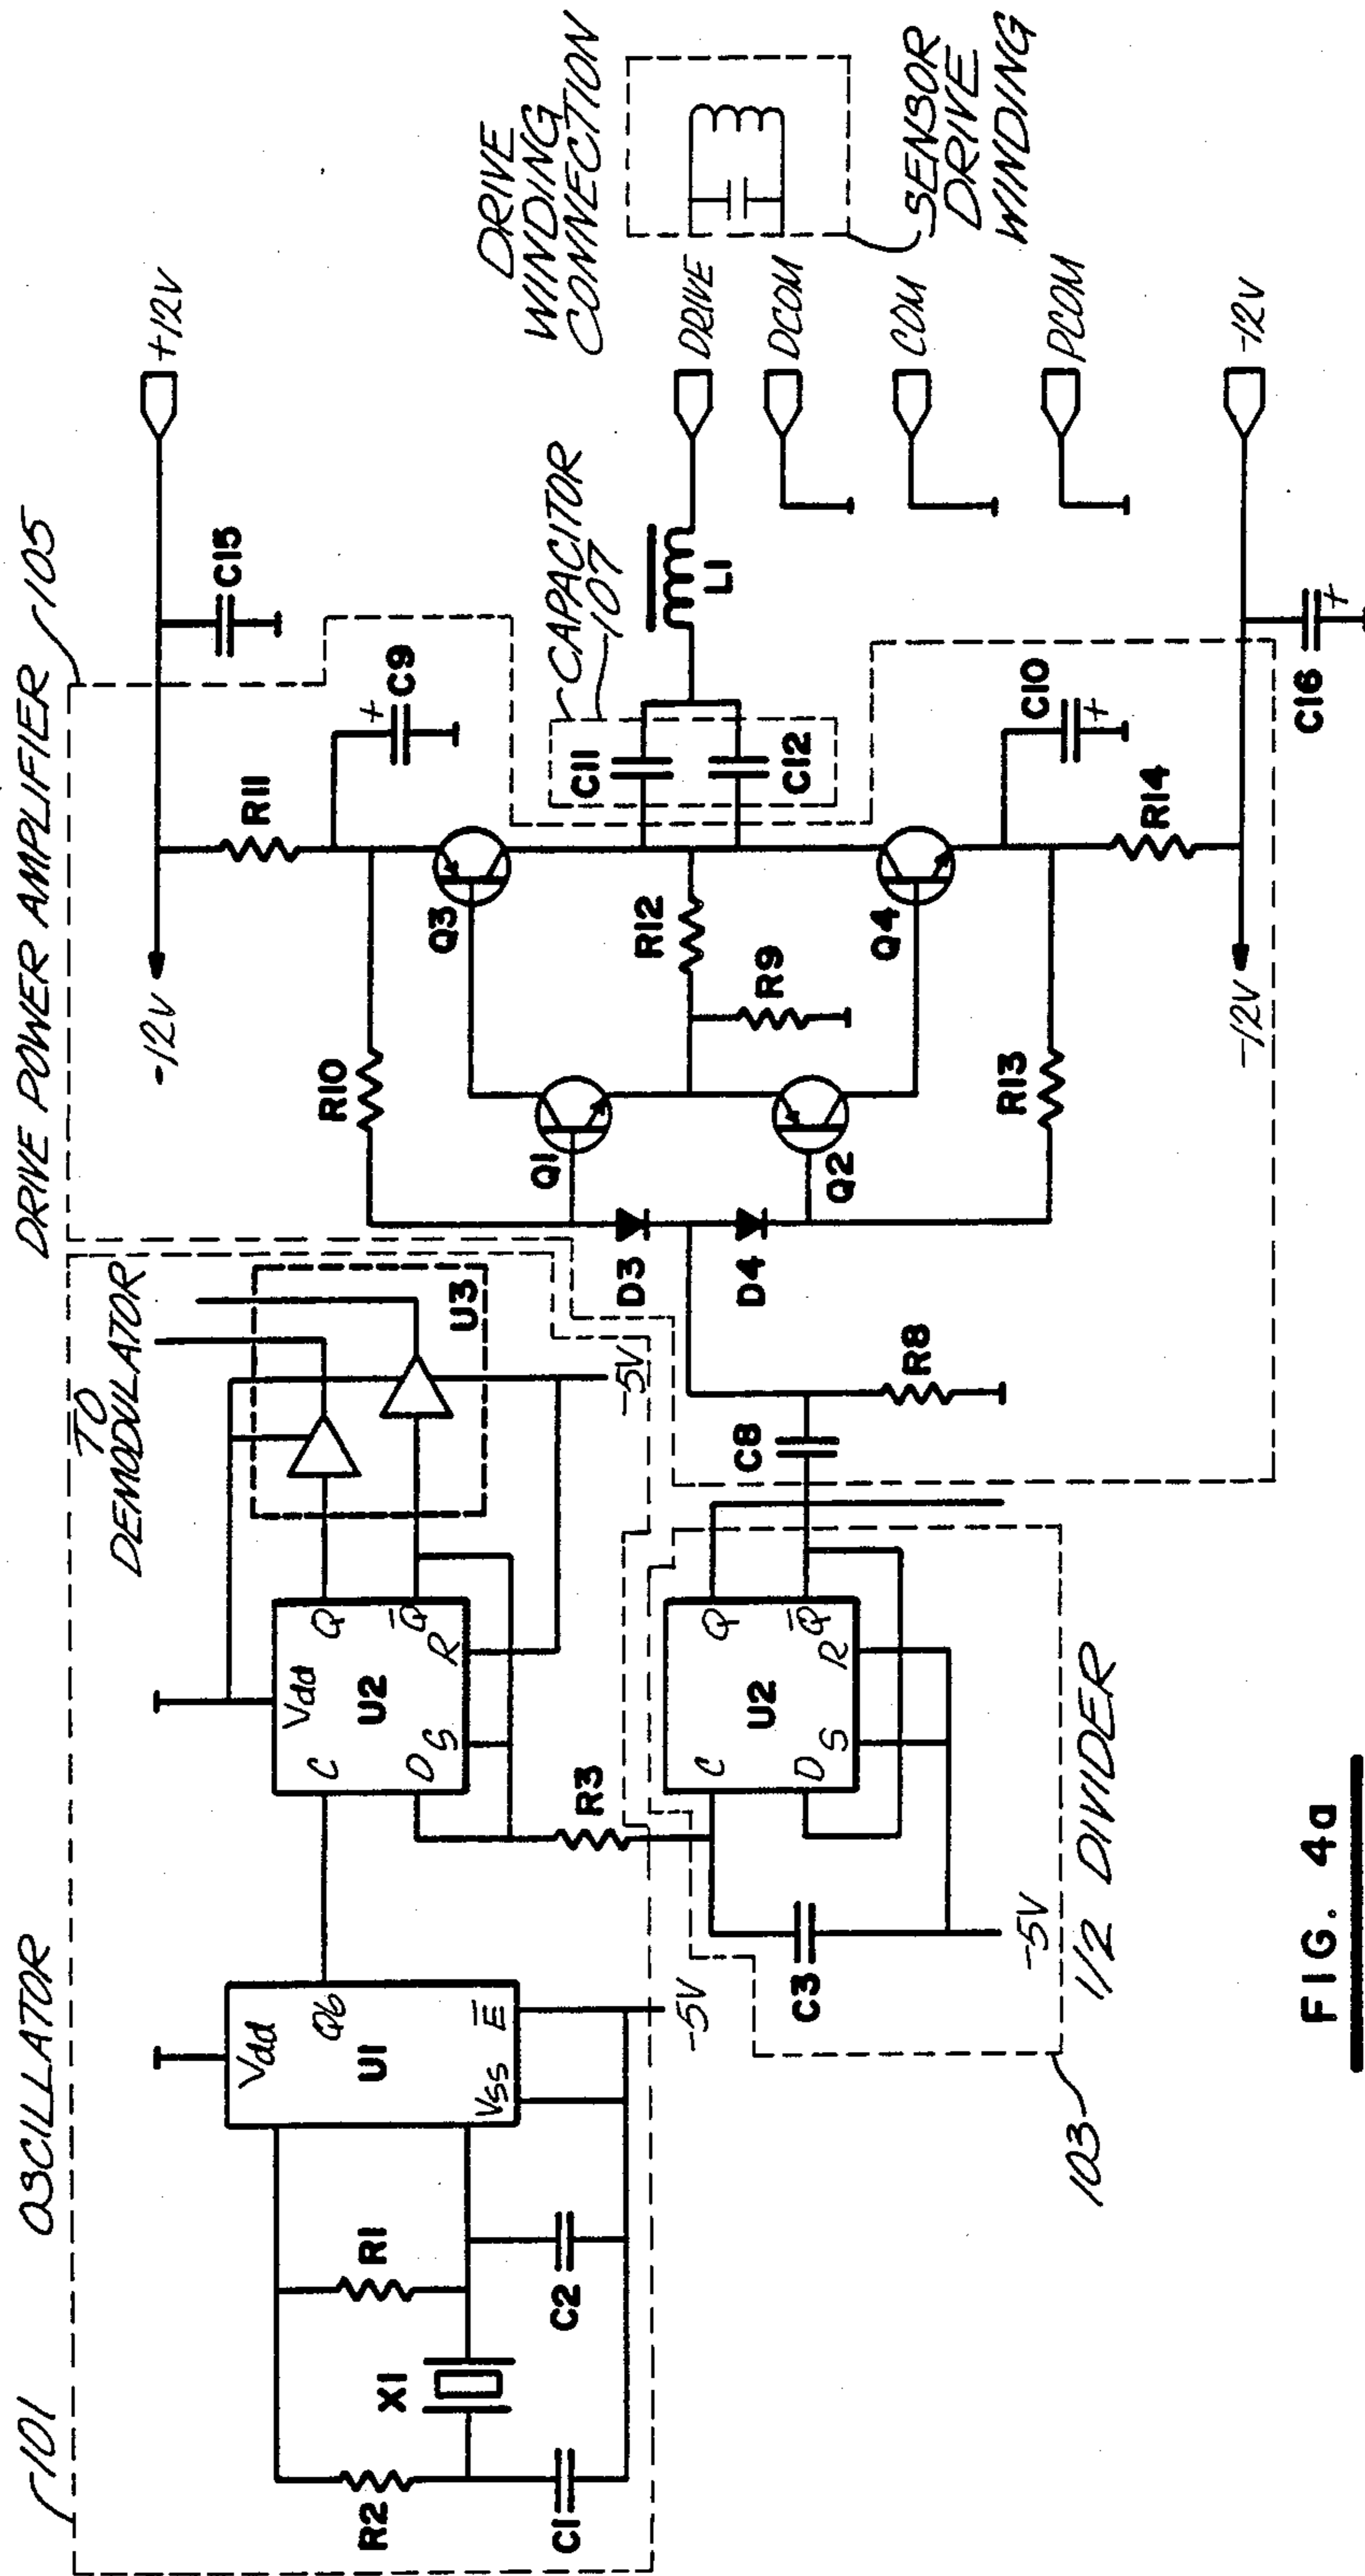 101
OSCILLATOR
DRIVE POWER AMPLIFIER
105
TO
DEMODULATOR
-12V
+12V
C15
R11
C9
R10
Q3
CAPACITOR
107
C11
C12
L1
DRIVE
WINDING
CONNECTION
DRIVE
DCOM
COM
PCOM
SENSOR
DRIVE
WINDING
-12V
-12V
C16
C10
R14
R13
Q4
R12
R9
Q1
Q2
D3
D4
R8
C8
U3
-5V
Vdd
C
Q
Q̅
D
S
R
U2
R3
Vdd
Q6
U1
Vss
E̅
-5V
R1
R2
X1
C1
C2
C
Q
Q̅
D
S
R
U2
C3
-5V
1/2 DIVIDER
103
FIG. 4a